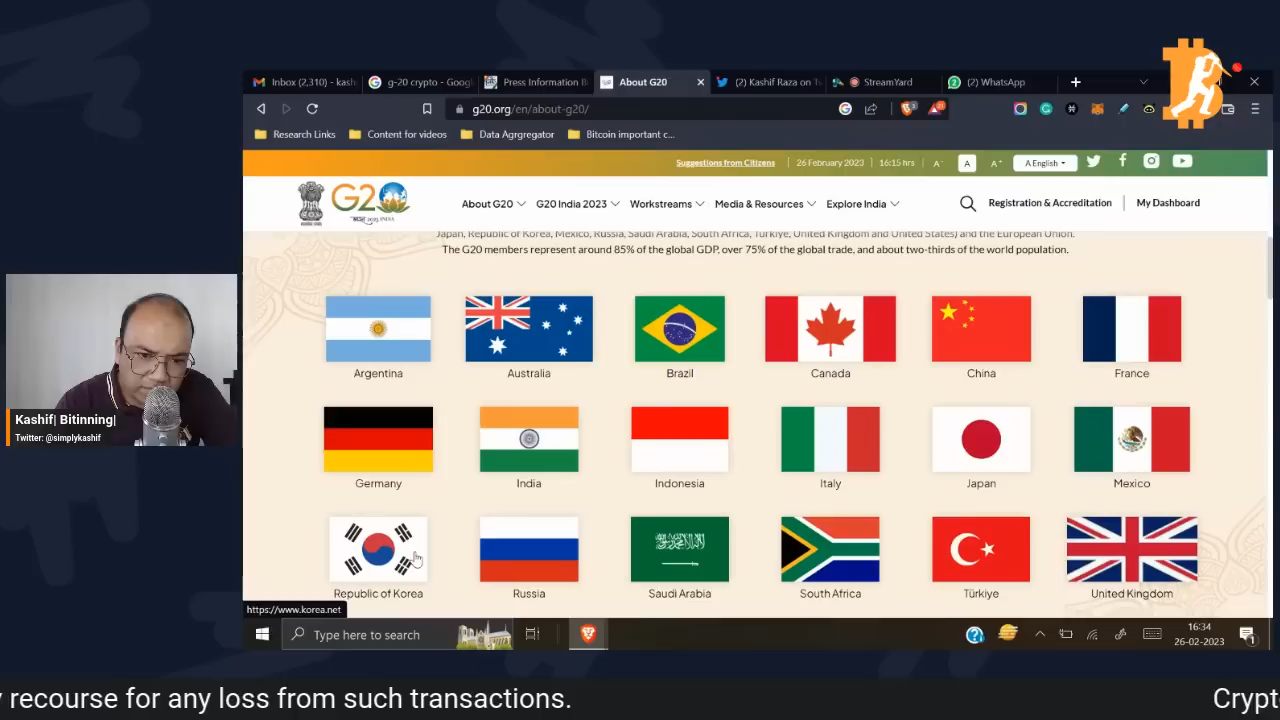 Inbox (2,310) - kash
g-20 crypto - Goog
Press Information B
About G20
(2) Kashif Raza on Tw
StreamYard
(2) WhatsApp
g20.org/en/about-g20/
Research Links
Content for videos
Data Aggregator
Bitcoin important c...
Suggestions from Citizens
26 February 2023
16:15 hrs
A-
A
A+
A English
G20
About G20
G20 India 2023
Workstreams
Media & Resources
Explore India
Registration & Accreditation
My Dashboard
Japan, Republic of Korea, Mexico, Russia, Saudi Arabia, South Africa, Türkiye, United Kingdom and United States) and the European Union.
The G20 members represent around 85% of the global GDP, over 75% of the global trade, and about two-thirds of the world population.
Argentina
Australia
Brazil
Canada
China
France
Germany
India
Indonesia
Italy
Japan
Mexico
Republic of Korea
Russia
Saudi Arabia
South Africa
Türkiye
United Kingdom
https://www.korea.net
Kashif| Bitinning|
Twitter: @simplykashif
Type here to search
16:34
26-02-2023
recourse for any loss from such transactions.
Crypt